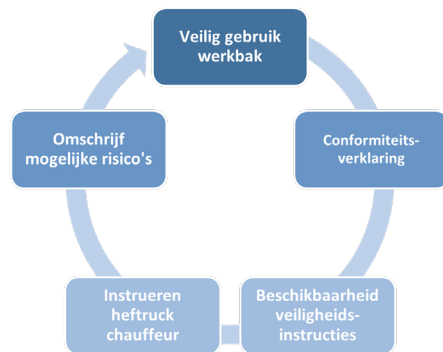 Veilig gebruik
werkbak
Conformiteits-
verklaring
Beschikbaarheid
veiligheids-
instructies
Instrueren
heftruck
chauffeur
Omschrijf
mogelijke risico's